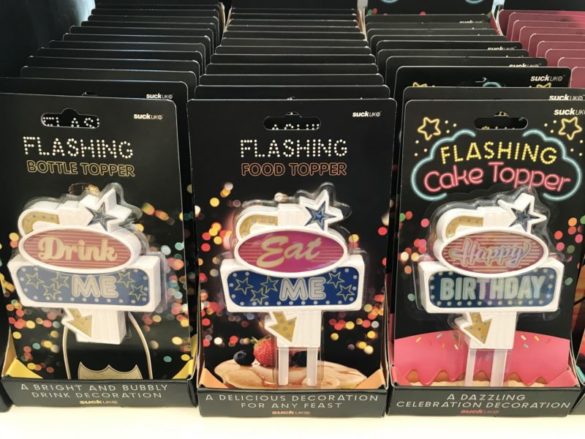 suck UK
FLASHING
BOTTLE TOPPER
Drink
ME
A BRIGHT AND BUBBLY
DRINK DECORATION
suck UK
suck UK
FLASHING
FOOD TOPPER
Eat
ME
A DELICIOUS DECORATION
FOR ANY FEAST
suck UK
suck UK
FLASHING
Cake Topper
Happy
BIRTHDAY
A DAZZLING
CELEBRATION DECORATION
suck UK